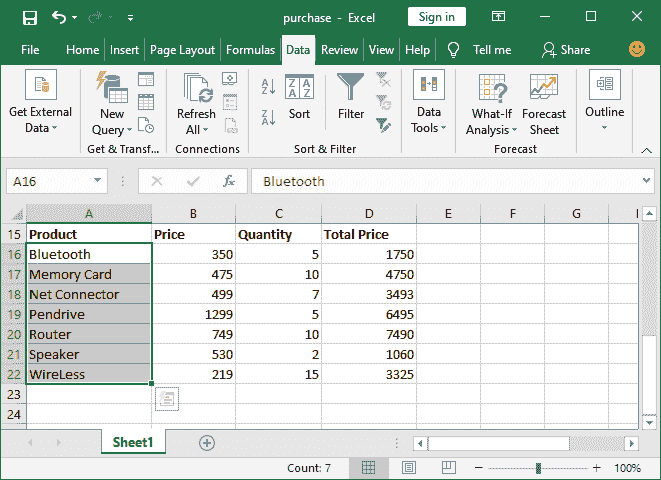 purchase - Excel
Sign in
File Home Insert Page Layout Formulas Data Review View Help Tell me Share
Get External Data
New Query
Refresh All
A Z
Z A
Z A A Z
Sort
Filter
Data Tools
What-If Analysis
Forecast Sheet
Outline
Get & Transf... Connections Sort & Filter Forecast
A16 fx Bluetooth
A B C D E F G H
15 Product Price Quantity Total Price
16 Bluetooth 350 5 1750
17 Memory Card 475 10 4750
18 Net Connector 499 7 3493
19 Pendrive 1299 5 6495
20 Router 749 10 7490
21 Speaker 530 2 1060
22 WireLess 219 15 3325
23
24
Sheet1
Count: 7 100%